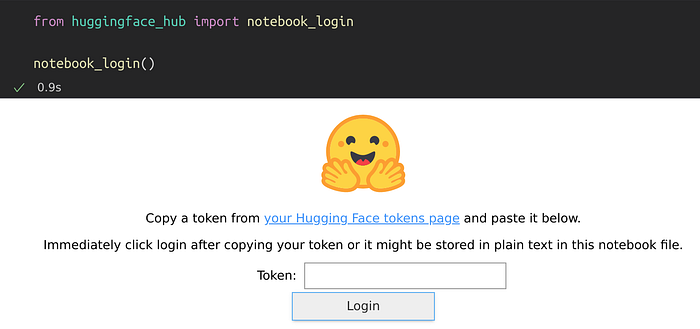 from huggingface_hub import notebook_login
notebook_login()
0.9s
Copy a token from your Hugging Face tokens page and paste it below.
Immediately click login after copying your token or it might be stored in plain text in this notebook file.
Token:
Login